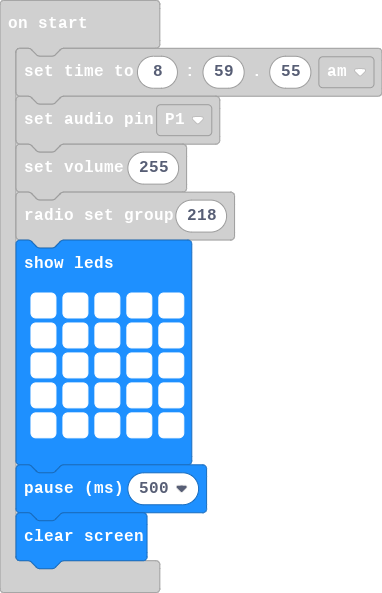 on start
set time to 8 : 59 . 55 am
set audio pin P1
set volume 255
radio set group 218
show leds
pause (ms) 500
clear screen